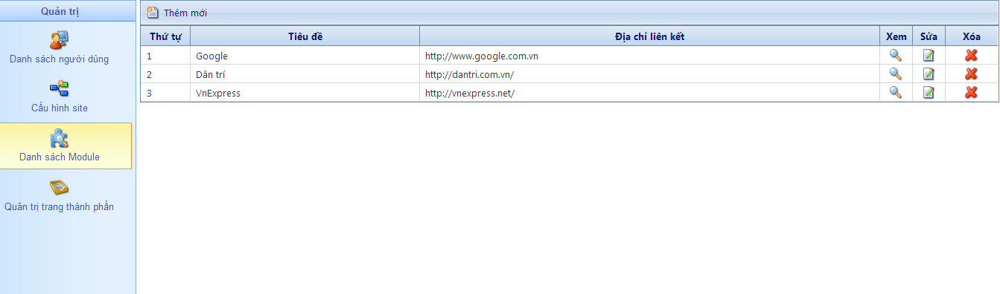 Quản trị
Danh sách người dùng
Cấu hình site
Danh sách Module
Quản trị trang thành phần
Thêm mới
Thứ tự Tiêu đề Địa chỉ liên kết Xem Sửa Xóa
1 Google http://www.google.com.vn
2 Dân trí http://dantri.com.vn/
3 VnExpress http://vnexpress.net/